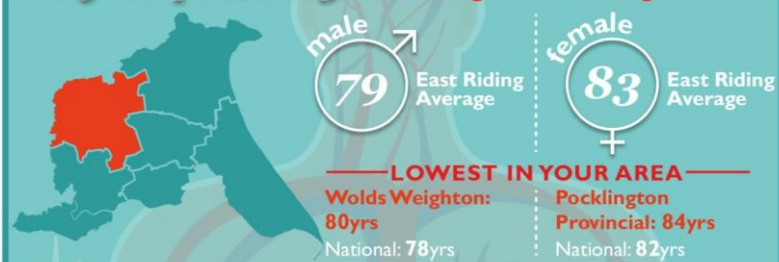 male
79
East Riding
Average
female
83
East Riding
Average
LOWEST IN YOUR AREA
Wolds Weighton:
80yrs
National: 78yrs
Pocklington
Provincial: 84yrs
National: 82yrs